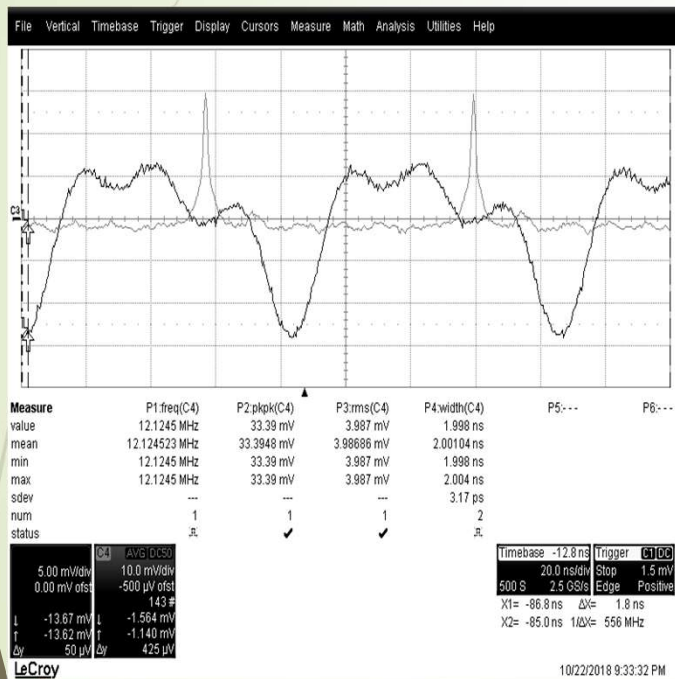 File Vertical Timebase Trigger Display Cursors Measure Math Analysis Utilities Help
C3
Measure P1:freq(C4) P2:pkpk(C4) P3:rms(C4) P4:width(C4) P5:--- P6:---
value 12.1245 MHz 33.39 mV 3.987 mV 1.998 ns
mean 12.124523 MHz 33.3948 mV 3.98686 mV 2.00104 ns
min 12.1245 MHz 33.39 mV 3.987 mV 1.998 ns
max 12.1245 MHz 33.39 mV 3.987 mV 2.004 ns
sdev --- --- --- 3.17 ps
num 1 1 1 2
status
5.00 mV/div
0.00 mV ofst
↓ -13.67 mV
↑ -13.62 mV
Δy 50 µV
C4 AVG DC50
10.0 mV/div
-500 µV ofst
143 #
↓ -1.564 mV
↑ -1.140 mV
Δy 425 µV
Timebase -12.8 ns
20.0 ns/div
500 S 2.5 GS/s
Trigger C1 DC
Stop 1.5 mV
Edge Positive
X1= -86.8 ns ΔX= 1.8 ns
X2= -85.0 ns 1/ΔX= 556 MHz
LeCroy
10/22/2018 9:33:32 PM